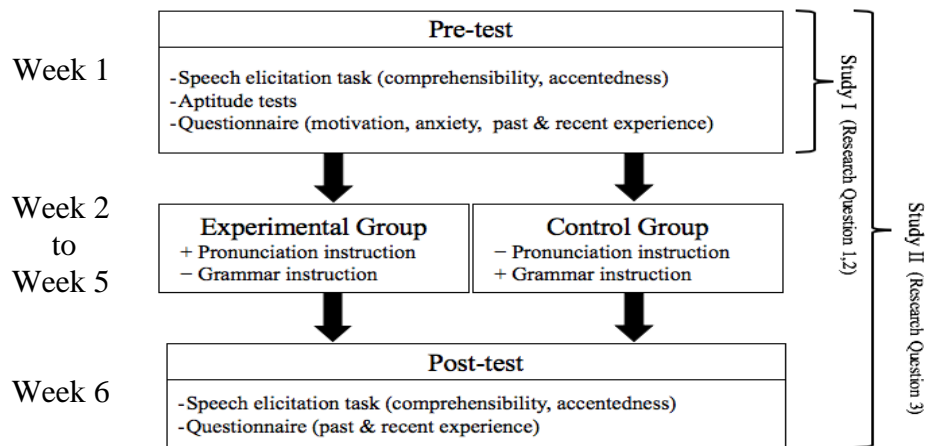 Pre-test
Week 1
-Speech elicitation task (comprehensibility, accentedness)
-Aptitude tests
-Questionnaire (motivation, anxiety, past & recent experience)
Study I (Research Question 1,2)
Study II (Research Question 3)
Week 2
to
Week 5
Experimental Group
+ Pronunciation instruction
− Grammar instruction
Control Group
− Pronunciation instruction
+ Grammar instruction
Post-test
Week 6
-Speech elicitation task (comprehensibility, accentedness)
-Questionnaire (past & recent experience)